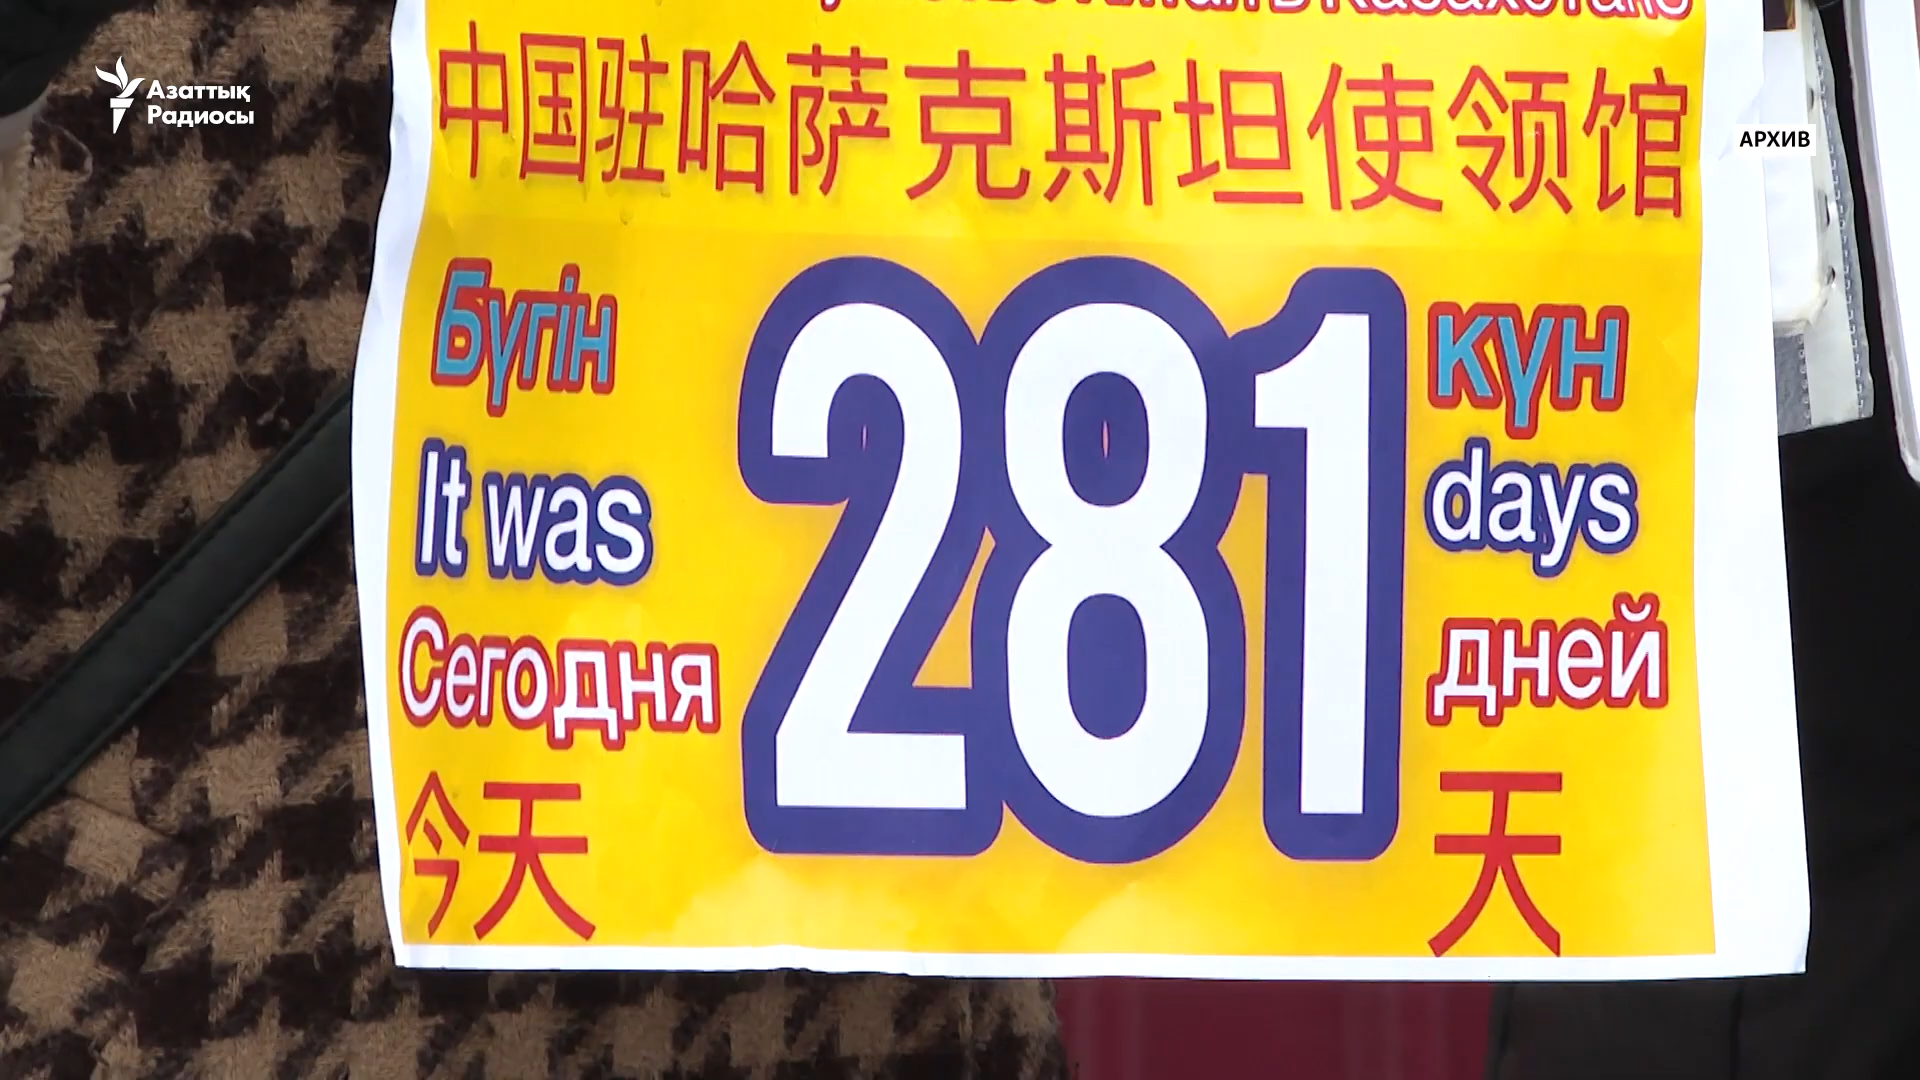 Азаттық
Радиосы
АРХИВ
в Казахстане
中国驻哈萨克斯坦使领馆
Бүгін 281 күн
It was days
Сегодня дней
今天 天